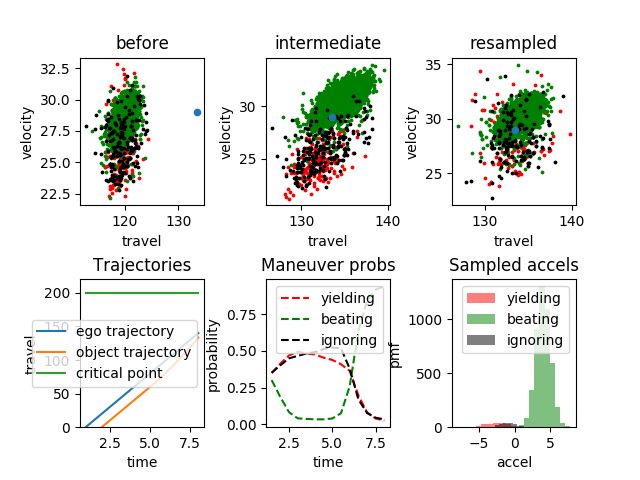 before
intermediate
resampled
32.5
30.0
27.5
25.0
22.5
velocity
120
130
travel
30
25
velocity
130
140
travel
35
30
25
velocity
130
140
travel
Trajectories
Maneuver probs
Sampled accels
200
150
100
50
0
travel
ego trajectory
object trajectory
critical point
2.5
5.0
7.5
time
0.75
0.50
0.25
0.00
probability
yielding
beating
ignoring
2.5
5.0
7.5
time
1000
500
0
pmf
yielding
beating
ignoring
-5
0
5
accel